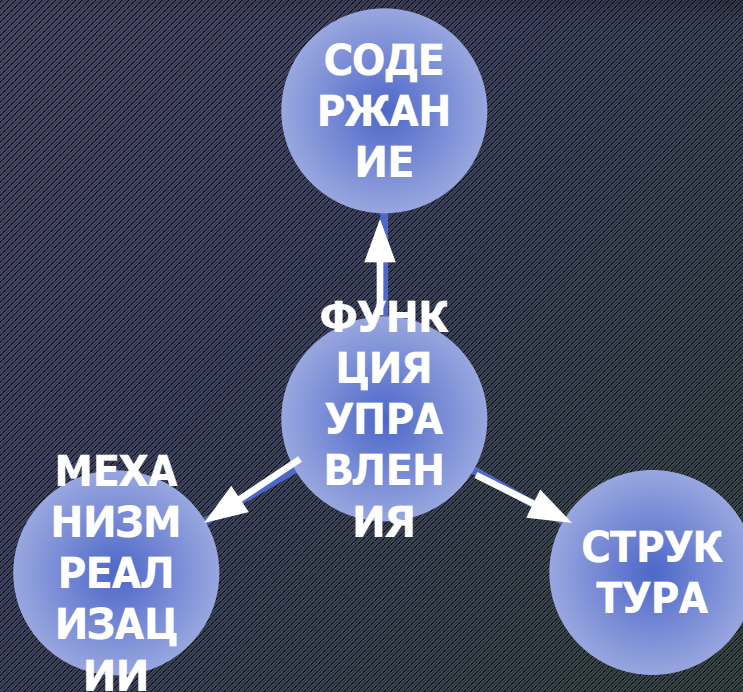 СОДЕ
РЖАН
ИЕ
ФУНК
ЦИЯ
УПРА
ВЛЕН
ИЯ
МЕХА
НИЗМ
РЕАЛ
ИЗАЦ
ИИ
СТРУК
ТУРА